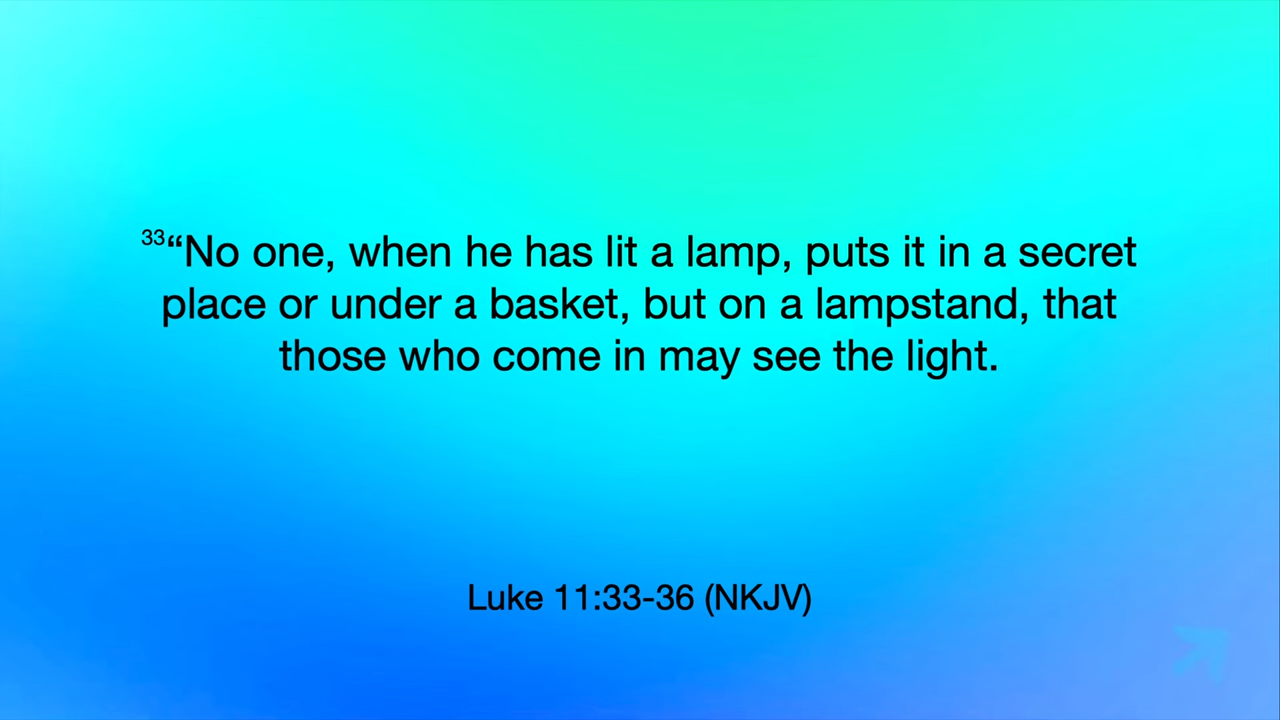 33“No one, when he has lit a lamp, puts it in a secret
place or under a basket, but on a lampstand, that
those who come in may see the light.
Luke 11:33-36 (NKJV)